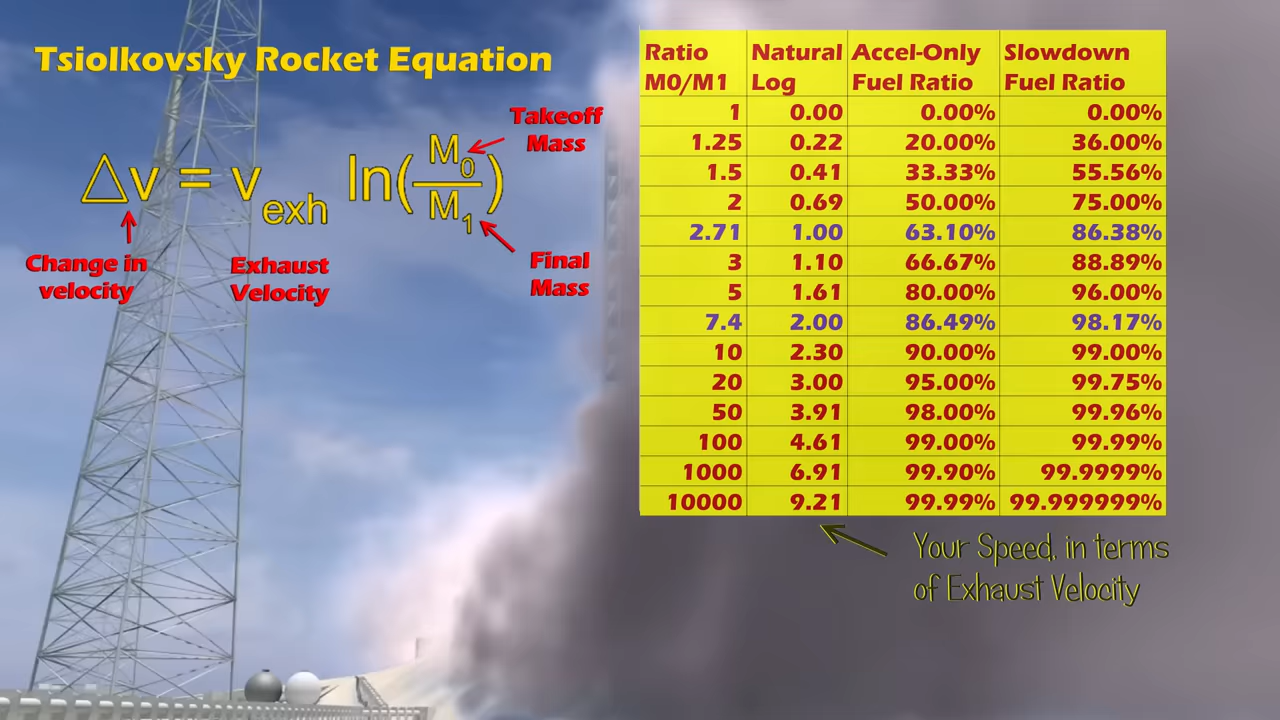 Tsiolkovsky Rocket Equation
Takeoff
Mass
Δv = v exh ln(M0/M1)
Change in
velocity
Exhaust
Velocity
Final
Mass
Ratio M0/M1 Natural Log Accel-Only Fuel Ratio Slowdown Fuel Ratio
1 0.00 0.00% 0.00%
1.25 0.22 20.00% 36.00%
1.5 0.41 33.33% 55.56%
2 0.69 50.00% 75.00%
2.71 1.00 63.10% 86.38%
3 1.10 66.67% 88.89%
5 1.61 80.00% 96.00%
7.4 2.00 86.49% 98.17%
10 2.30 90.00% 99.00%
20 3.00 95.00% 99.75%
50 3.91 98.00% 99.96%
100 4.61 99.00% 99.99%
1000 6.91 99.90% 99.9999%
10000 9.21 99.99% 99.999999%
Your Speed, in terms
of Exhaust Velocity